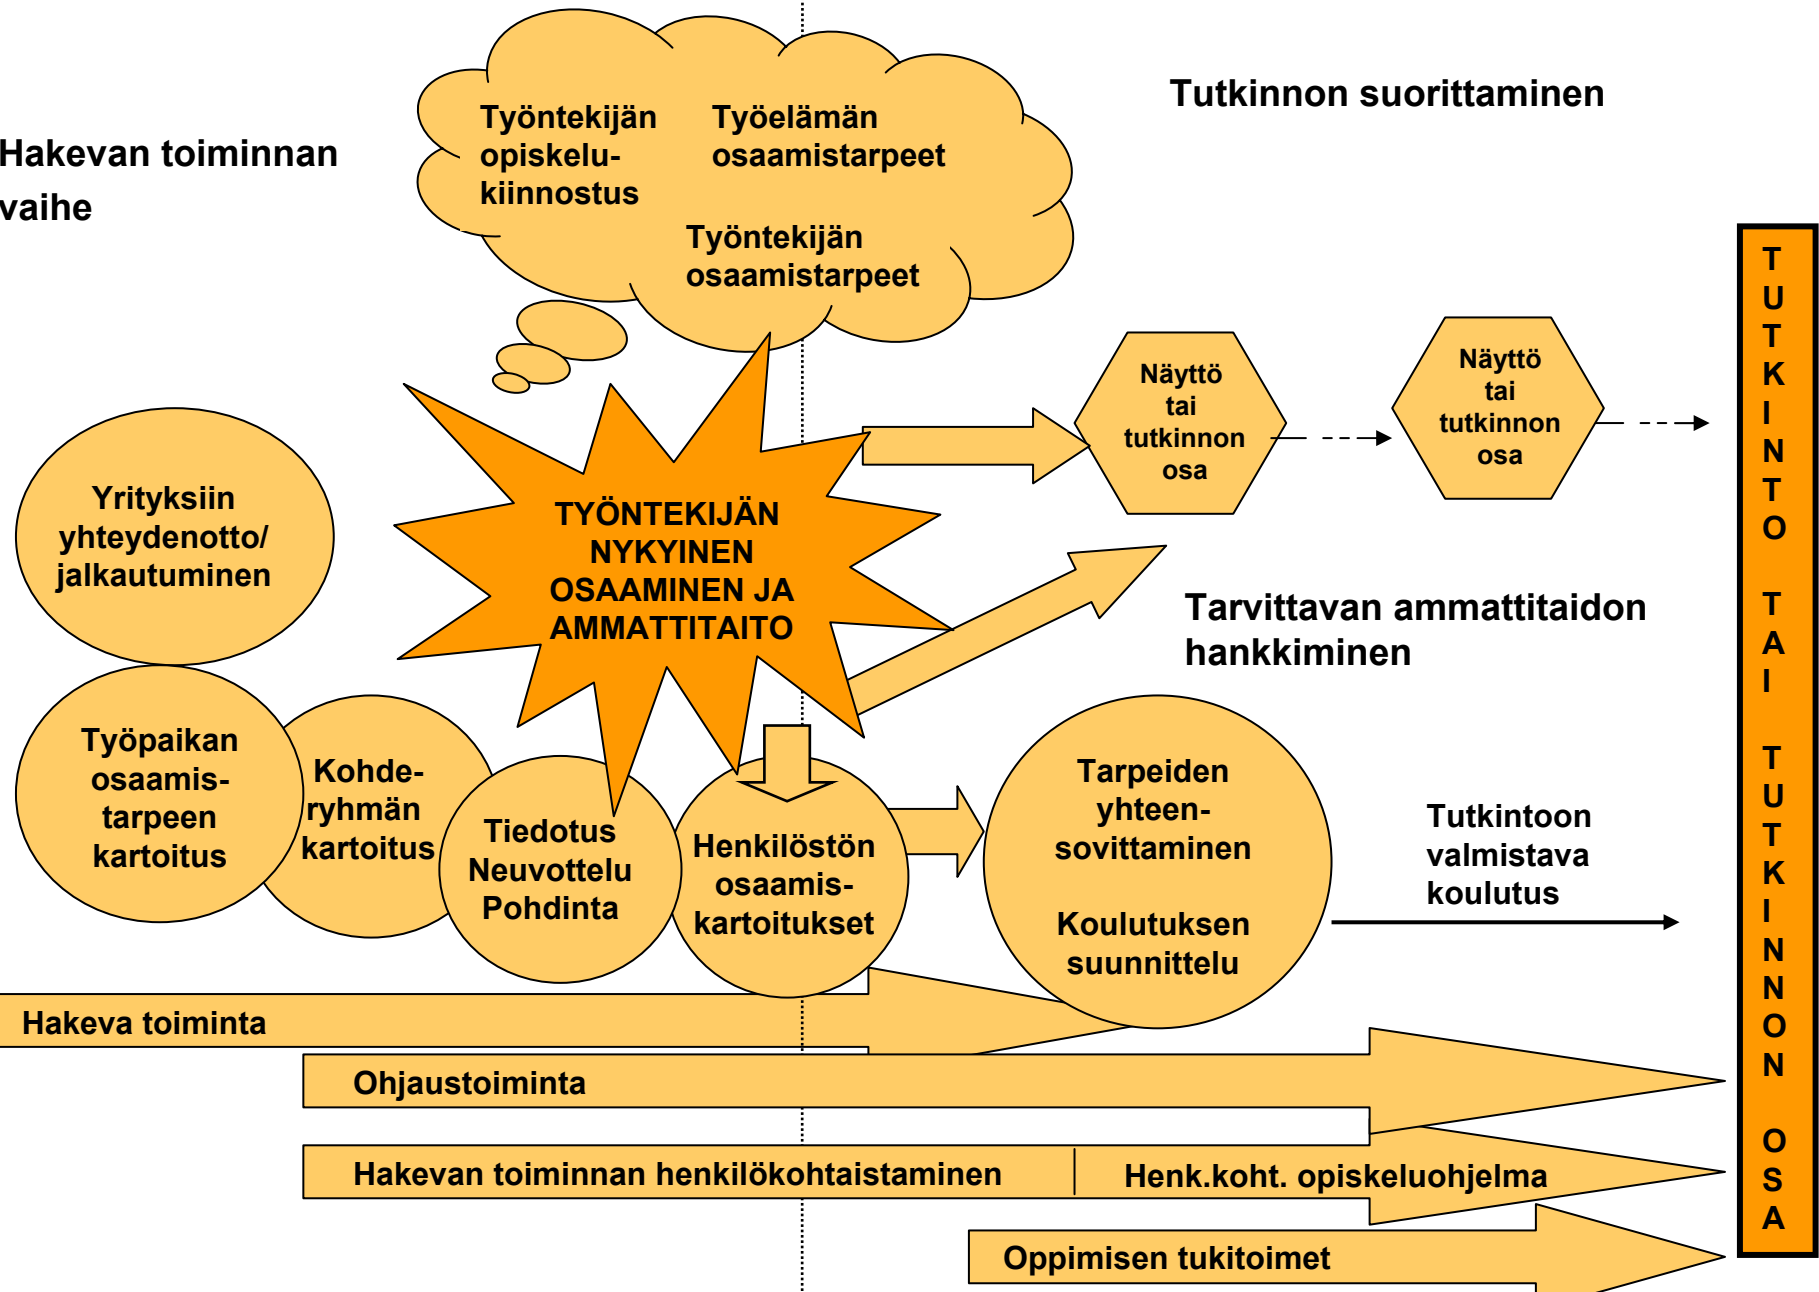 Hakevan toiminnan
vaihe
Työntekijän
opiskelu-
kiinnostus
Työelämän
osaamistarpeet
Työntekijän
osaamistarpeet
Tutkinnon suorittaminen
Yrityksiin
yhteydenotto/
jalkautuminen
TYÖNTEKIJÄN
NYKYINEN
OSAAMINEN JA
AMMATTITAITO
Näyttö
tai
tutkinnon
osa
Näyttö
tai
tutkinnon
osa
Tarvittavan ammattitaidon
hankkiminen
Työpaikan
osaamis-
tarpeen
kartoitus
Kohde-
ryhmän
kartoitus
Tiedotus
Neuvottelu
Pohdinta
Henkilöstön
osaamis-
kartoitukset
Tarpeiden
yhteen-
sovittaminen
Koulutuksen
suunnittelu
Tutkintoon
valmistava
koulutus
Hakeva toiminta
Ohjaustoiminta
Hakevan toiminnan henkilökohtaistaminen
Henk.koht. opiskeluohjelma
Oppimisen tukitoimet
T
U
T
K
I
N
T
O
T
A
I
T
U
T
K
I
N
N
O
N
O
S
A